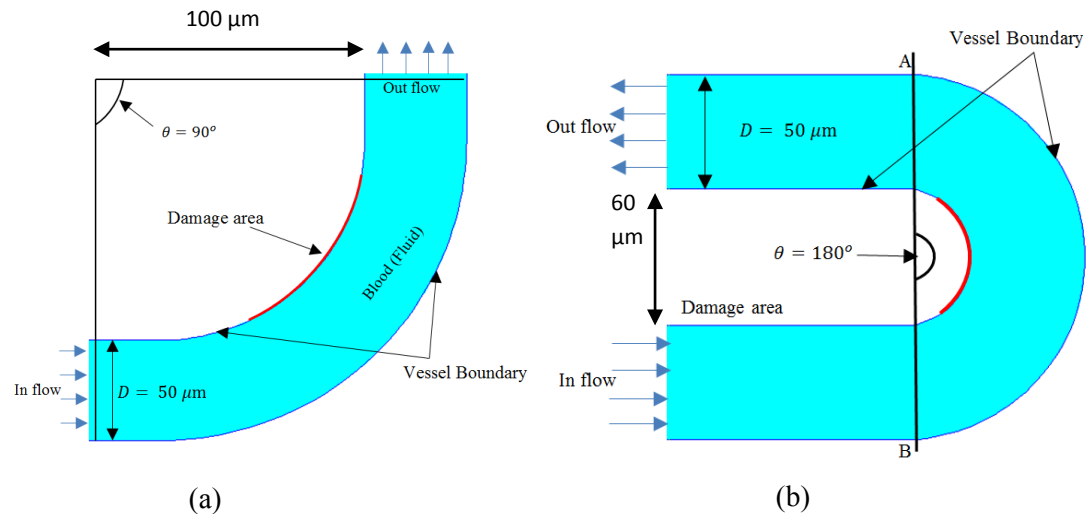 100 µm
Out flow
θ = 90°
Damage area
Blood (Fluid)
In flow
D = 50 µm
Vessel Boundary
(a)
Vessel Boundary
A
Out flow
D = 50 µm
60
µm
θ = 180°
Damage area
In flow
B
(b)